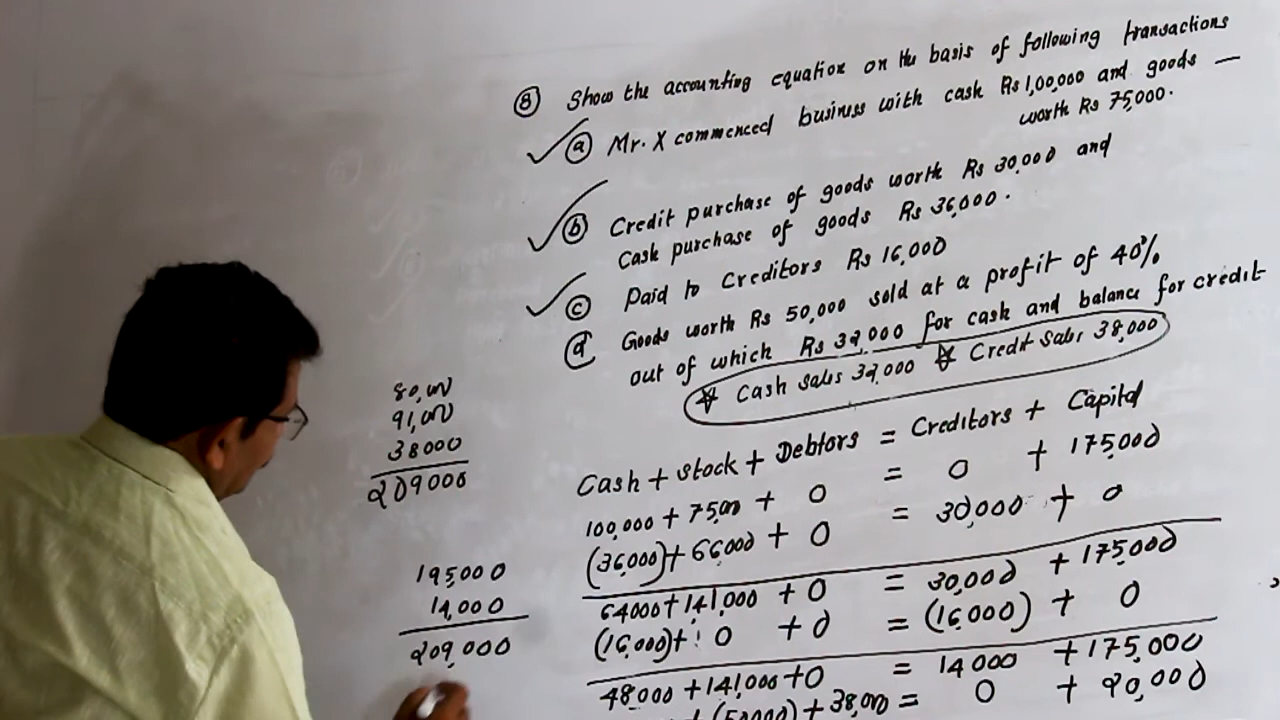 ⑧ Show the accounting equation on the basis of following transactions
ⓐ Mr. X commenced business with cash Rs 1,00,000 and goods —
worth Rs 75,000.
ⓑ Credit purchase of goods worth Rs 30,000 and
Cash purchase of goods Rs 36,000.
ⓒ Paid to Creditors Rs 16,000
ⓓ Goods worth Rs 50,000 sold at a profit of 40%
out of which Rs 32,000 for cash and balance for credit
☆ Cash Sales 32,000 ☆ Credit Sales 38,000
80,000
91,000
38000
209000
195,000
14,000
209,000
Cash + Stock + Debtors = Creditors + Capital
100,000 + 75,000 + 0 = 0 + 175,000
(36,000) + 66,000 + 0 = 30,000 + 0
64000 + 141,000 + 0 = 30,000 + 175,000
(16,000) + 0 + 0 = (16,000) + 0
48000 + 141,000 + 0 = 14000 + 175,000
+ (50000) + 38,000 = 0 + 20,000